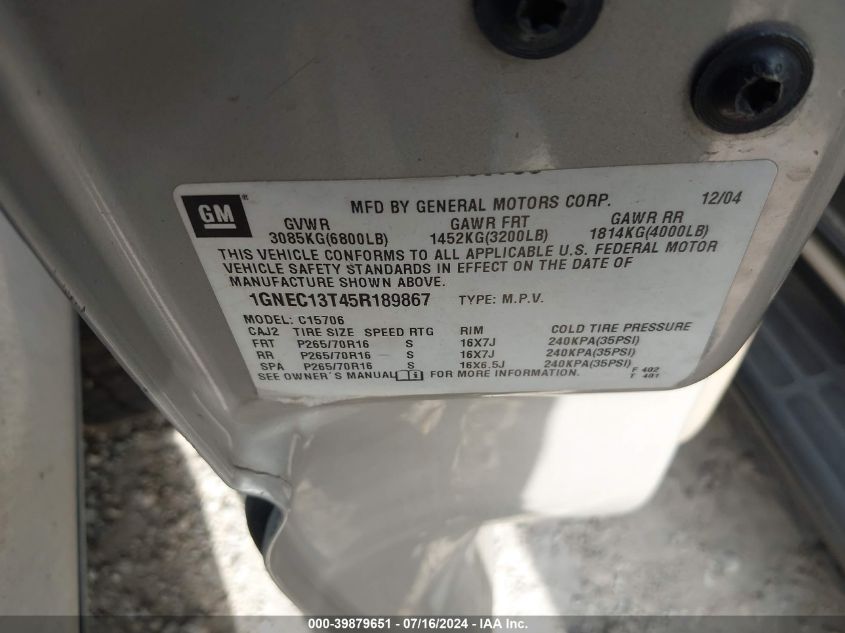 GM
MFD BY GENERAL MOTORS CORP. 12/04
GVWR GAWR FRT GAWR RR
3085KG(6800LB) 1452KG(3200LB) 1814KG(4000LB)
THIS VEHICLE CONFORMS TO ALL APPLICABLE U.S. FEDERAL MOTOR
VEHICLE SAFETY STANDARDS IN EFFECT ON THE DATE OF
MANUFACTURE SHOWN ABOVE.
1GNEC13T45R189867 TYPE: M.P.V.
MODEL: C15706
CAJ2 TIRE SIZE SPEED RTG RIM COLD TIRE PRESSURE
FRT P265/70R16 S 16X7J 240KPA(35PSI)
RR P265/70R16 S 16X7J 240KPA(35PSI)
SPA P265/70R16 S 16X6.5J 240KPA(35PSI)
SEE OWNER'S MANUAL FOR MORE INFORMATION. F 402
T 401
000-39879651 / 07/16/2024 - IAA Inc.